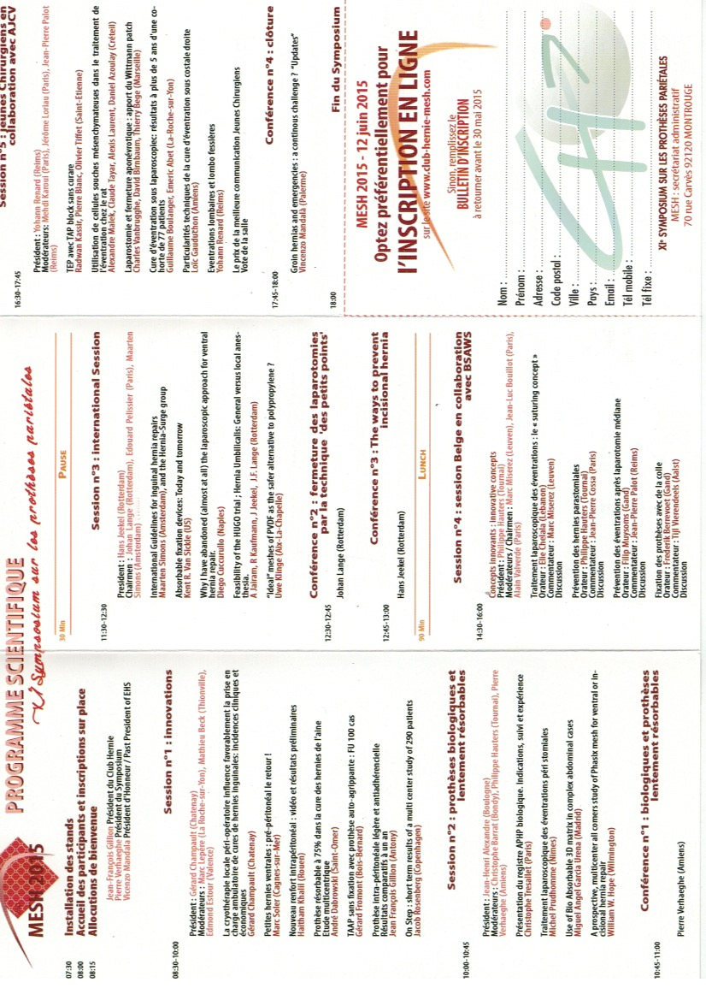 PROGRAMME SCIENTIFIQUE
XIᵉ Symposium sur les prothèses pariétales
MESH 2015
07:30
Installation des stands
08:00
Accueil des participants et inscriptions sur place
08:15
Allocutions de bienvenue
Jean-François Gillion Président du Club Hernie
Pierre Verhaeghe Président du Symposium
Vicenzo Mandala Président d'Honneur / Past President of EHS
Session n°1 : innovations
08:30-10:00
Président : Gérard Champault (Chatenay)
Modérateurs : Marc Lepère (La Roche-sur-Yon), Mathieu Beck (Thionville),
Edmond Estour (Valence)
La cryothérapie locale péri-opératoire influence favorablement la prise en
charge ambulatoire de cures de hernies inguinales: incidences cliniques et
économiques
Gérard Champault (Chatenay)
Petites hernies ventrales : pré-péritonéal le retour !
Marc Soler (Cagnes-sur-Mer)
Nouveau renfort intrapéritonéal : vidéo et résultats préliminaires
Haitham Khalil (Rouen)
Prothèse résorbable à 75% dans la cure des hernies de l'aine
Etude multicentrique
André Dabrowski (Saint-Omer)
TAAP sans fixation avec prothèse auto-agrippante : FU 100 cas
Gérard Fromont (Bois-Bernard)
Prothèse intra-péritonéale légère et antiadhérencielle
Résultats comparatifs à un an
Jean François Gillion (Antony)
On Step : short term results of a multi center study of 290 patients
Jacob Rosenberg (Copenhagen)
Session n°2 : prothèses biologiques et
lentement résorbables
10:00-10:45
Président : Jean-Henri Alexandre (Boulogne)
Modérateurs : Christophe Barrat (Bondy), Philippe Hauters (Tournai), Pierre
Verhaeghe (Amiens)
Présentation du registre APHP biologique. Indications, suivi et expérience
Christophe Tresallet (Paris)
Traitement laparoscopique des éventrations péri stomiales
Michel Prudhomme (Nimes)
Use of Bio Absorbable 3D matrix in complex abdominal cases
Miguel Angel Garcia Urena (Madrid)
A prospective, multicenter all comers study of Phasix mesh for ventral or in-
cisional hernia repair
William W. Hope (Wilmington)
Conférence n°1 : biologiques et prothèses
lentement résorbables
10:45-11:00
Pierre Verhaeghe (Amiens)
30 Min
PAUSE
Session n°3 : international Session
11:30-12:30
President : Hans Jeekel (Rotterdam)
Chairmen : Johan Lange (Rotterdam), Edouard Pelissier (Paris), Maarten
Simons (Amsterdam)
International Guidelines for inguinal hernia repairs
Maarten Simons (Amsterdam), and the Hernia-Surge group
Absorbable fixation devices: Today and tomorrow
Kent R. Van Sickle (US)
Why I have abandoned (almost at all) the laparoscopic approach for ventral
hernia repair.
Diego Cuccurullo (Naples)
Feasibility of the HUGO trial ; Hernia Umbilicalis: General versus local anes-
thesia.
A Jairam, R Kaufmann, J Jeekel, J.F. Lange (Rotterdam)
"Ideal" meshes of PVDF as the safer alternative to polypropylene ?
Uwe Klinge (Aix-La-Chapelle)
Conférence n°2 : fermeture des laparotomies
par la technique 'des petits points'
12:30-12:45
Johan Lange (Rotterdam)
Conférence n°3 : The ways to prevent
incisional hernia
12:45-13:00
Hans Jeekel (Rotterdam)
90 Min
LUNCH
Session n°4 : session Belge en collaboration
avec BSAWS
14:30-16:00
Concepts innovants : innovative concepts
Président : Philippe Hauters (Tournai)
Modérateurs / Chairmen : Marc Miserez (Leuven), Jean-Luc Bouillot (Paris),
Alain Valverde (Paris)
Traitement laparoscopique des éventrations : le « suturing concept »
Orateur : Elie Chelala (Lebanon)
Commentateur : Marc Miserez (Leuven)
Discussion
Prévention des hernies parastomiales
Orateur : Philippe Hauters (Tournai)
Commentateur : Jean-Pierre Cossa (Paris)
Discussion
Prévention des éventrations après laparotomie médiane
Orateur : Filip Muysoms (Gand)
Commentateur : Jean-Pierre Palot (Reims)
Discussion
Fixation des prothèses avec de la colle
Orateur : Frederik Berrevoet (Gand)
Commentateur : Tijl Vierendeels (Aalst)
Discussion
Session n°5 : Jeunes Chirurgiens en
collaboration avec AJCV
16:30-17:45
Président : Yohann Renard (Reims)
Modérateurs: Mehdi Karoui (Paris), Jérôme Loriau (Paris), Jean-Pierre Palot
(Reims)
TEP avec TAP block sans curare
Radwan Kassir, Pierre Blanc, Olivier Tiffet (Saint-Etienne)
Utilisation de cellules souches mésenchymateuses dans le traitement de
l'éventration chez le rat
Alexandre Malek, Claude Tayar, Alexis Laurent, Daniel Azoulay (Créteil)
Laparostomie et fermeture aponévrotique : apport du Wittmann patch
Charles Vanbrugghe, David Birnbaum, Thierry Bege (Marseille)
Cure d'éventration sous laparoscopie: résultats à plus de 5 ans d'une co-
horte de 77 patients
Guillaume Boulanger, Emeric Abet (La-Roche-sur-Yon)
Particularités techniques de la cure d'éventration sous costale droite
Loïc Gauduchon (Amiens)
Eventrations lombaires et lombo fessières
Yohann Renard (Reims)
Le prix de la meilleure communication Jeunes Chirurgiens
Vote de la salle
Conférence n°4 : clôture
17:45-18:00
Groin hernias and emergencies : a continous challenge ? "Updates"
Vincenzo Mandalà (Palerme)
18:00
Fin du Symposium
MESH 2015 - 12 juin 2015
Optez préférentiellement pour
l'INSCRIPTION EN LIGNE
sur le site www.club-hernie-mesh.com
Sinon, remplissez le
BULLETIN D'INSCRIPTION
à retourner avant le 30 mai 2015
Nom :
Prénom :
Adresse :
Code postal :
Ville :
Pays :
Email :
Tél mobile :
Tél fixe :
XIᵉ SYMPOSIUM SUR LES PROTHÈSES PARIÉTALES
MESH : secrétariat administratif
70 rue Carvès 92120 MONTROUGE